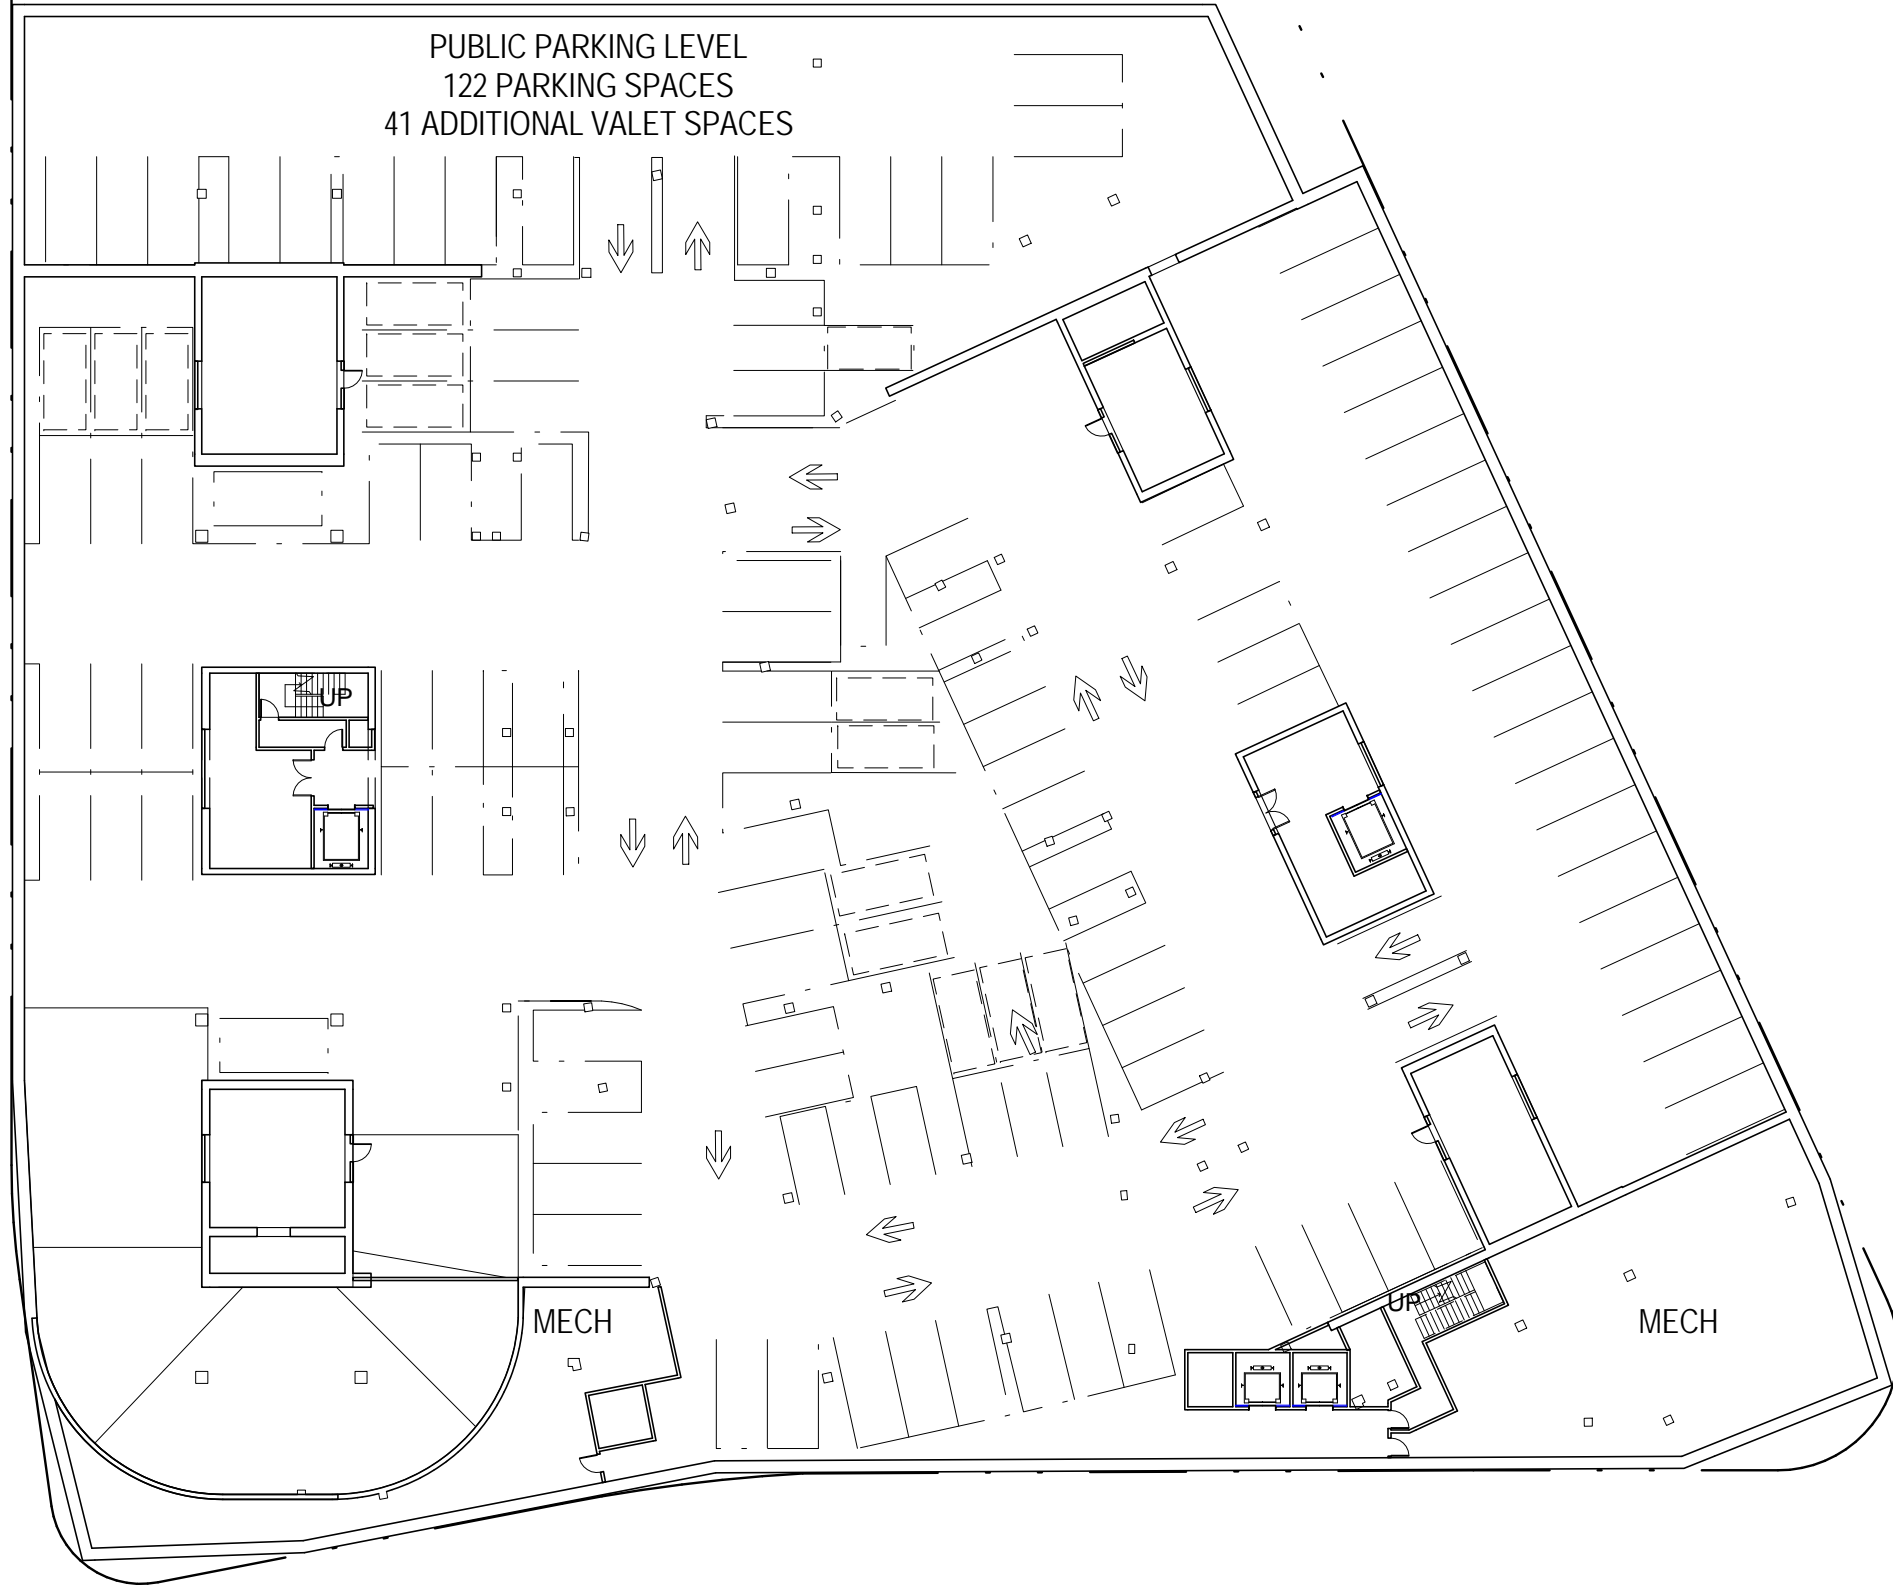 PUBLIC PARKING LEVEL
122 PARKING SPACES
41 ADDITIONAL VALET SPACES
UP
UP
MECH
MECH